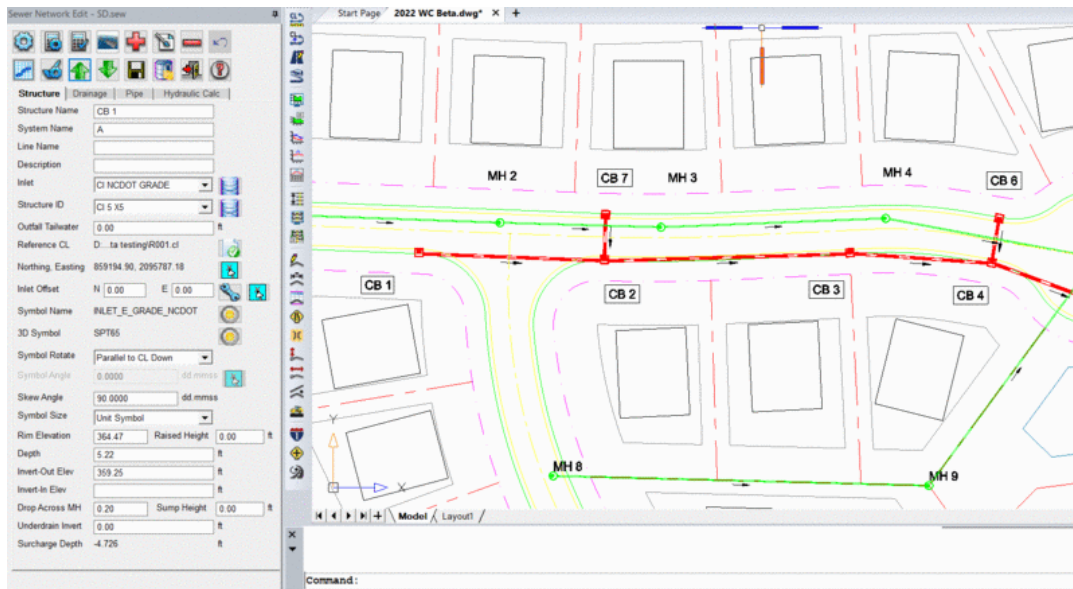 Sewer Network Edit - SD.sew
Structure Drainage Pipe Hydraulic Calc
Structure Name CB 1
System Name A
Line Name
Description
Inlet CI NCDOT GRADE
Structure ID CI 5 X5
Outfall Tailwater 0.00 ft
Reference CL D:...ta testing\R001.cl
Northing, Easting 859194.90, 2095787.18
Inlet Offset N 0.00 E 0.00
Symbol Name INLET_E_GRADE_NCDOT
3D Symbol SPT65
Symbol Rotate Parallel to CL Down
Symbol Angle 0.0000 dd.mmss
Skew Angle 90.0000 dd.mmss
Symbol Size Unit Symbol
Rim Elevation 364.47 Raised Height 0.00 ft
Depth 5.22 ft
Invert-Out Elev 359.25 ft
Invert-In Elev ft
Drop Across MH 0.20 Sump Height 0.00 ft
Underdrain Invert 0.00 ft
Surcharge Depth -4.726 ft
Start Page 2022 WC Beta.dwg*
MH 2 CB 7 MH 3 MH 4 CB 6
CB 1 CB 2 CB 3 CB 4
MH 8 MH 9
Y
X
Model Layout1
Command: